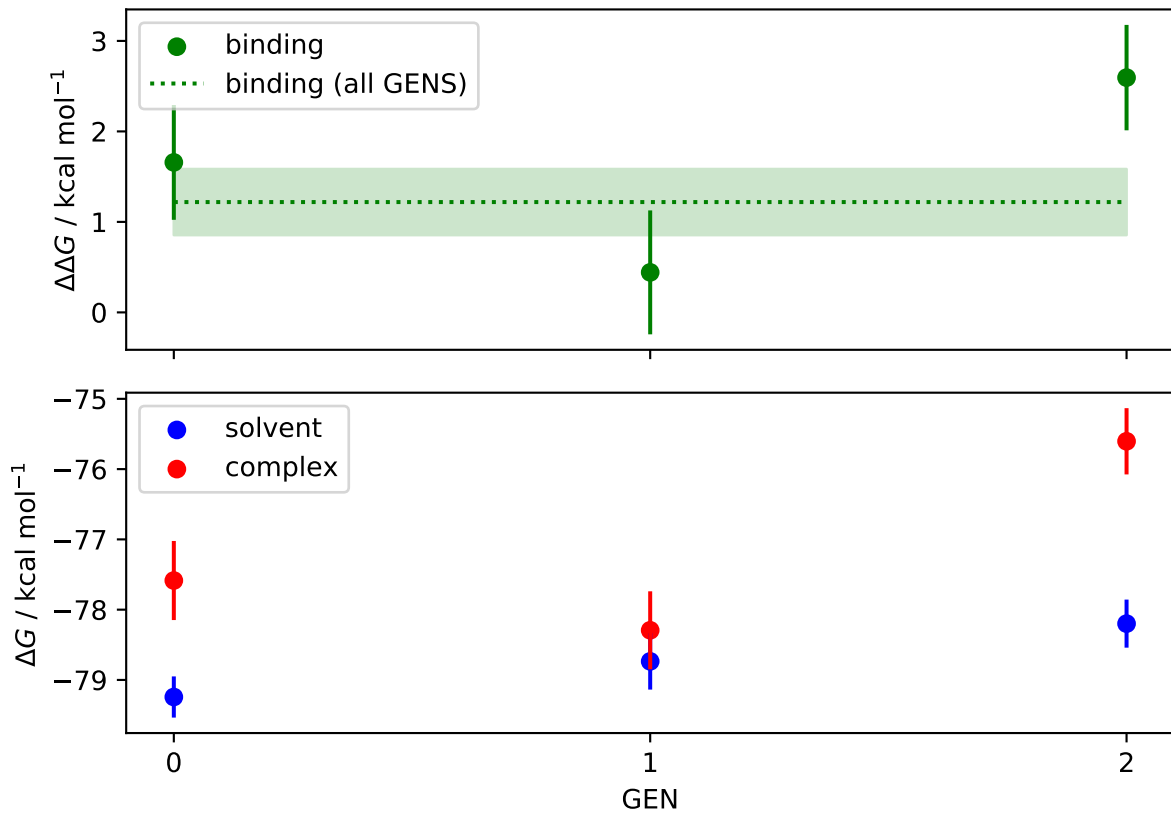 3
2
1
0
ΔΔG / kcal mol⁻¹
binding
binding (all GENS)
−75
−76
−77
−78
−79
ΔG / kcal mol⁻¹
solvent
complex
0 1 2
GEN